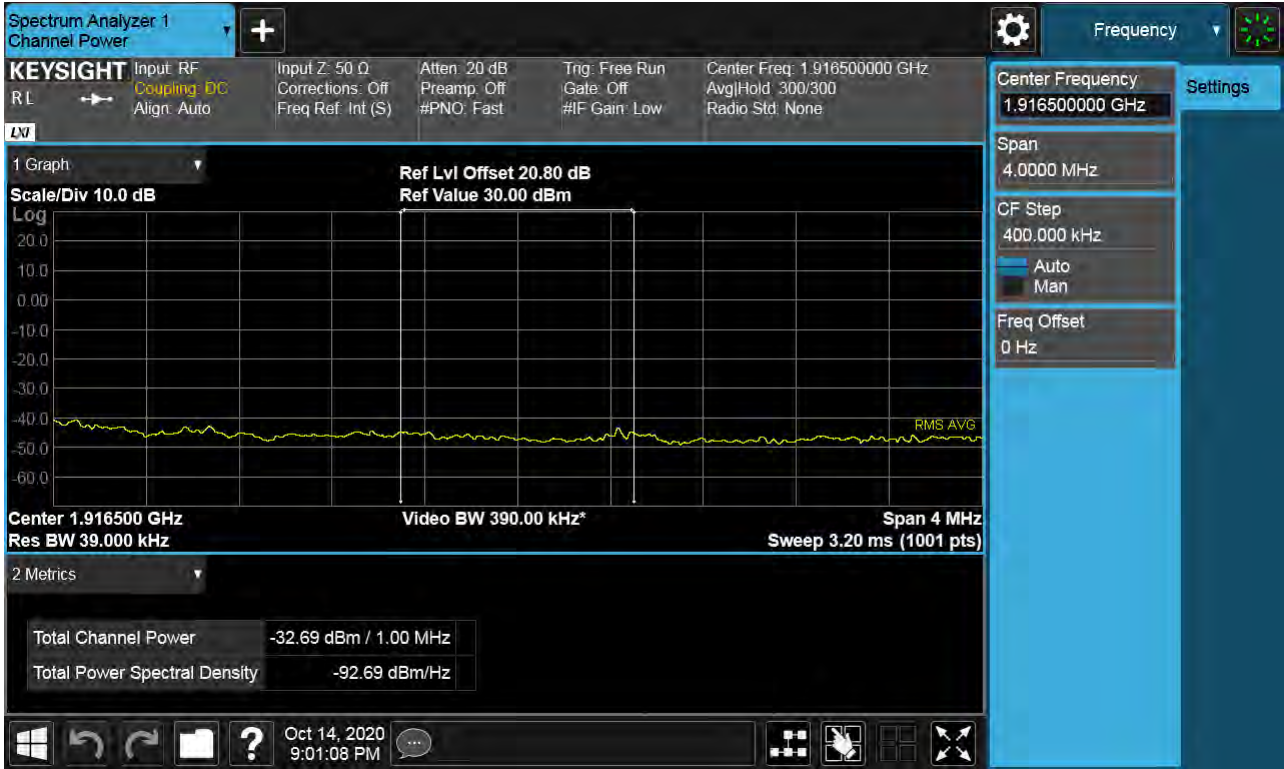 Spectrum Analyzer 1
Channel Power
+
Frequency
KEYSIGHT
RL
LXI
Input: RF
Coupling: DC
Align: Auto
Input Z: 50 Ω
Corrections: Off
Freq Ref: Int (S)
Atten: 20 dB
Preamp: Off
#PNO: Fast
Trig: Free Run
Gate: Off
#IF Gain: Low
Center Freq: 1.916500000 GHz
Avg|Hold: 300/300
Radio Std: None
Center Frequency
1.916500000 GHz
Settings
Span
4.0000 MHz
CF Step
400.000 kHz
Auto
Man
Freq Offset
0 Hz
1 Graph
Scale/Div 10.0 dB
Ref Lvl Offset 20.80 dB
Ref Value 30.00 dBm
Log
20.0
10.0
0.00
-10.0
-20.0
-30.0
-40.0
-50.0
-60.0
RMS AVG
Center 1.916500 GHz
Video BW 390.00 kHz*
Span 4 MHz
Res BW 39.000 kHz
Sweep 3.20 ms (1001 pts)
2 Metrics
Total Channel Power -32.69 dBm / 1.00 MHz
Total Power Spectral Density -92.69 dBm/Hz
?
Oct 14, 2020
9:01:08 PM